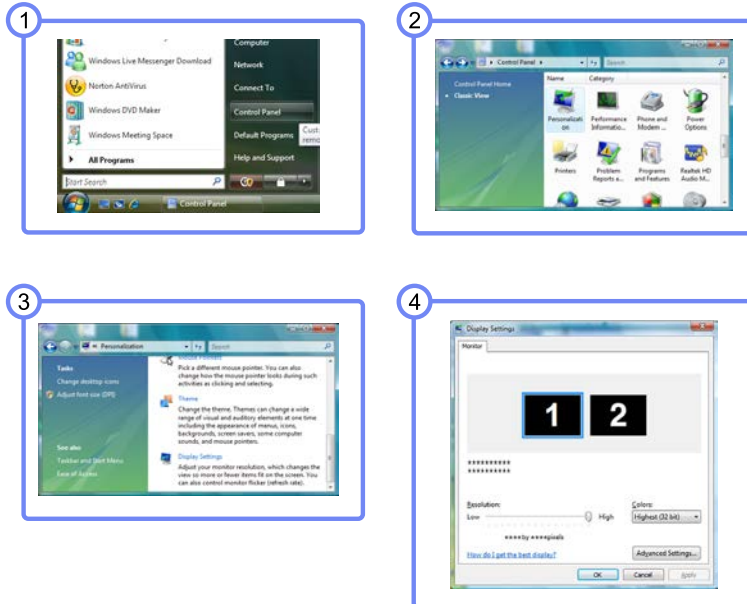 1
Computer
Windows Live Messenger Download
Network
Norton AntiVirus
Connect To
Windows DVD Maker
Control Panel
Windows Meeting Space
Default Programs
Cust
remo
All Programs
Help and Support
Start Search
Control Panel
2
Control Panel
Search
Control Panel Home
Classic View
Name Category
Personalizati
on
Performance
Informatio...
Phone and
Modem ...
Power
Options
Printers
Problem
Reports a...
Programs
and Features
Realtek HD
Audio M...
3
Personalization
Search
Tasks
Change desktop icons
Adjust font size (DPI)
See also
Taskbar and Start Menu
Ease of Access
Mouse Pointers
Pick a different mouse pointer. You can also
change how the mouse pointer looks during such
activities as clicking and selecting.
Theme
Change the theme. Themes can change a wide
range of visual and auditory elements at one time
including the appearance of menus, icons,
backgrounds, screen savers, some computer
sounds, and mouse pointers.
Display Settings
Adjust your monitor resolution, which changes the
view so more or fewer items fit on the screen. You
can also control monitor flicker (refresh rate).
4
Display Settings
Monitor
1 2
**********
**********
Resolution:
Low High
****by ****pixels
Colors:
Highest (32 bit)
How do I get the best display?
Advanced Settings...
OK Cancel Apply